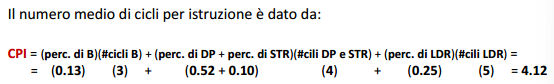 Il numero medio di cicli per istruzione è dato da:
CPI = (perc. di B)(#cicli B) + (perc. di DP + perc. di STR)(#cili DP e STR) + (perc. di LDR)(#cili LDR) =
= (0.13) (3) + (0.52 + 0.10) (4) + (0.25) (5) = 4.12